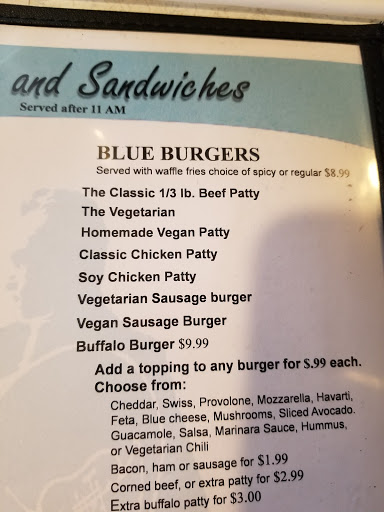 and Sandwiches
Served after 11 AM
BLUE BURGERS
Served with waffle fries choice of spicy or regular $8.99
The Classic 1/3 lb. Beef Patty
The Vegetarian
Homemade Vegan Patty
Classic Chicken Patty
Soy Chicken Patty
Vegetarian Sausage burger
Vegan Sausage Burger
Buffalo Burger $9.99
Add a topping to any burger for $.99 each.
Choose from:
Cheddar, Swiss, Provolone, Mozzarella, Havarti,
Feta, Blue cheese, Mushrooms, Sliced Avocado.
Guacamole, Salsa, Marinara Sauce, Hummus,
or Vegetarian Chili
Bacon, ham or sausage for $1.99
Corned beef, or extra patty for $2.99
Extra buffalo patty for $3.00